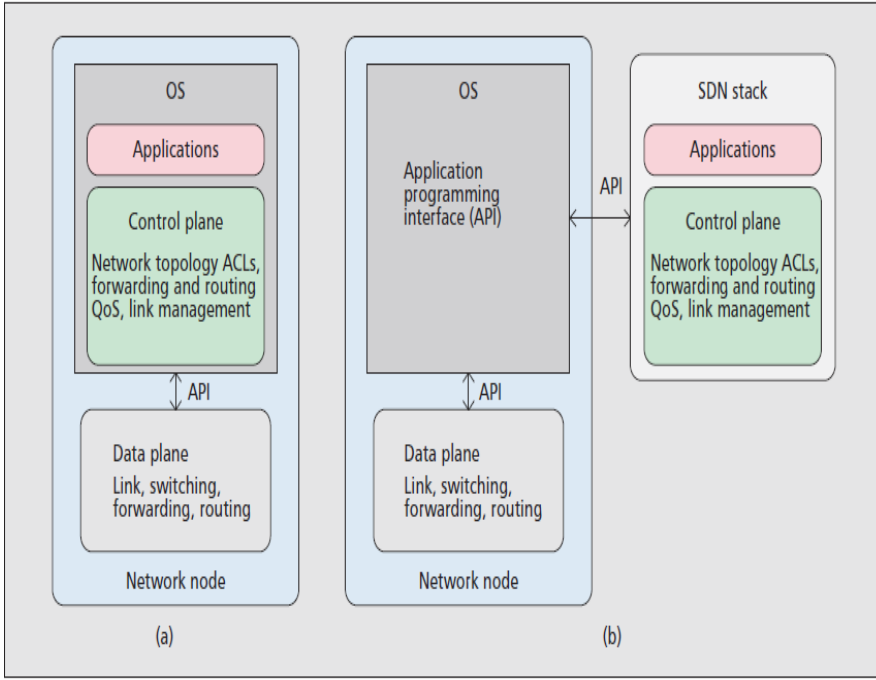 OS
Applications
Control plane
Network topology ACLs,
forwarding and routing
QoS, link management
API
Data plane
Link, switching,
forwarding, routing
Network node
(a)
OS
Application
programming
interface (API)
API
Data plane
Link, switching,
forwarding, routing
Network node
API
SDN stack
Applications
Control plane
Network topology ACLs,
forwarding and routing
QoS, link management
(b)